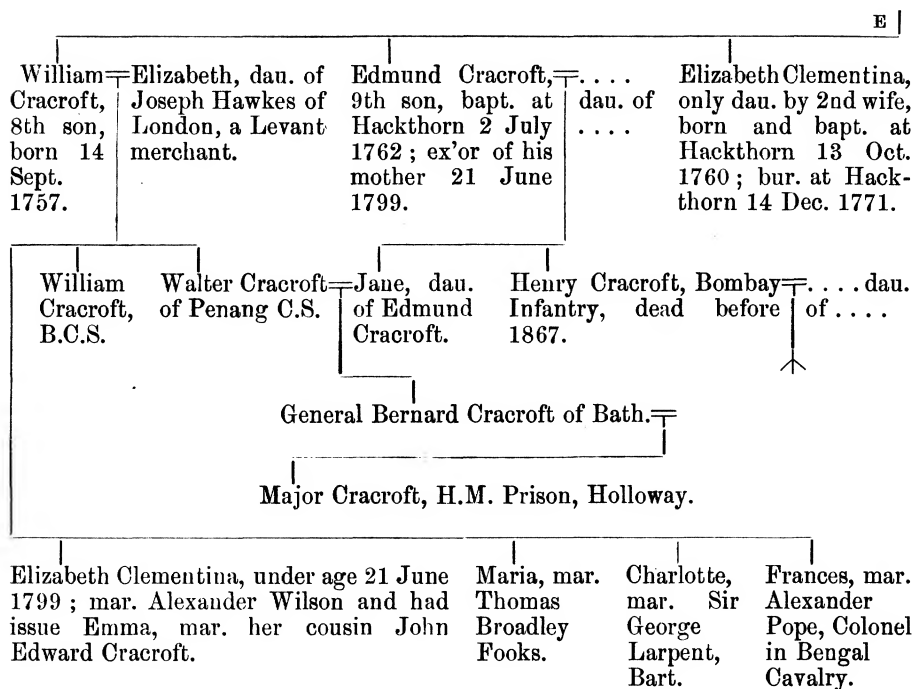 E
William Elizabeth, dau. of
Cracroft, Joseph Hawkes of
8th son, London, a Levant
born 14 merchant.
Sept.
1757.
Edmund Cracroft, . . . .
9th son, bapt. at dau. of
Hackthorn 2 July . . . .
1762 ; ex'or of his
mother 21 June
1799.
Elizabeth Clementina,
only dau. by 2nd wife,
born and bapt. at
Hackthorn 13 Oct.
1760 ; bur. at Hack-
thorn 14 Dec. 1771.
William
Cracroft,
B.C.S.
Walter Cracroft
of Penang C.S.
Jane, dau.
of Edmund
Cracroft.
Henry Cracroft, Bombay . . . . dau.
Infantry, dead before of . . . .
1867.
General Bernard Cracroft of Bath.
Major Cracroft, H.M. Prison, Holloway.
Elizabeth Clementina, under age 21 June
1799 ; mar. Alexander Wilson and had
issue Emma, mar. her cousin John
Edward Cracroft.
Maria, mar.
Thomas
Broadley
Fooks.
Charlotte,
mar. Sir
George
Larpent,
Bart.
Frances, mar.
Alexander
Pope, Colonel
in Bengal
Cavalry.